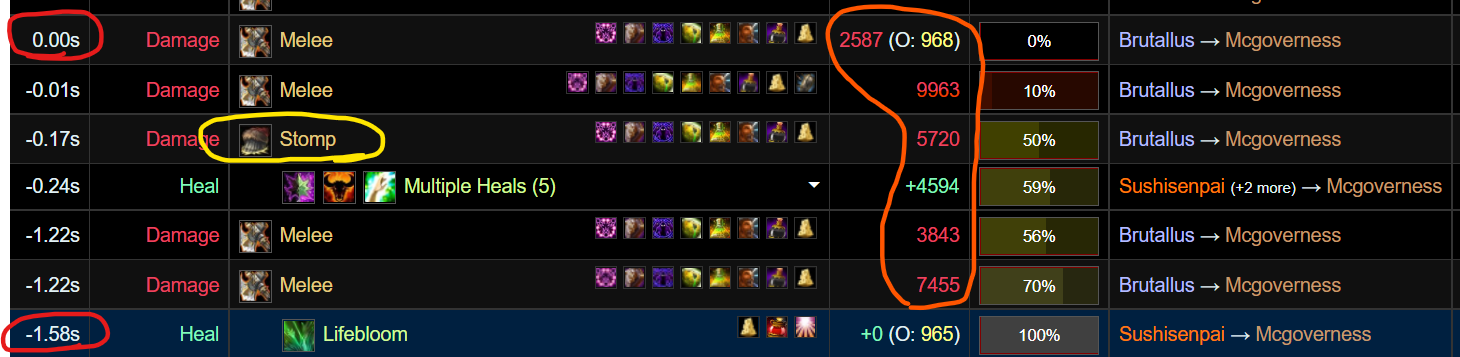 0.00s Damage Melee 2587 (O: 968) 0% Brutallus → Mcgoverness
-0.01s Damage Melee 9963 10% Brutallus → Mcgoverness
-0.17s Damage Stomp 5720 50% Brutallus → Mcgoverness
-0.24s Heal Multiple Heals (5) +4594 59% Sushisenpai (+2 more) → Mcgoverness
-1.22s Damage Melee 3843 56% Brutallus → Mcgoverness
-1.22s Damage Melee 7455 70% Brutallus → Mcgoverness
-1.58s Heal Lifebloom +0 (O: 965) 100% Sushisenpai → Mcgoverness